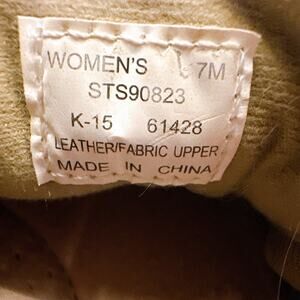 WOMEN'S 7M
STS90823
K-15 61428
LEATHER/FABRIC UPPER
MADE IN CHINA